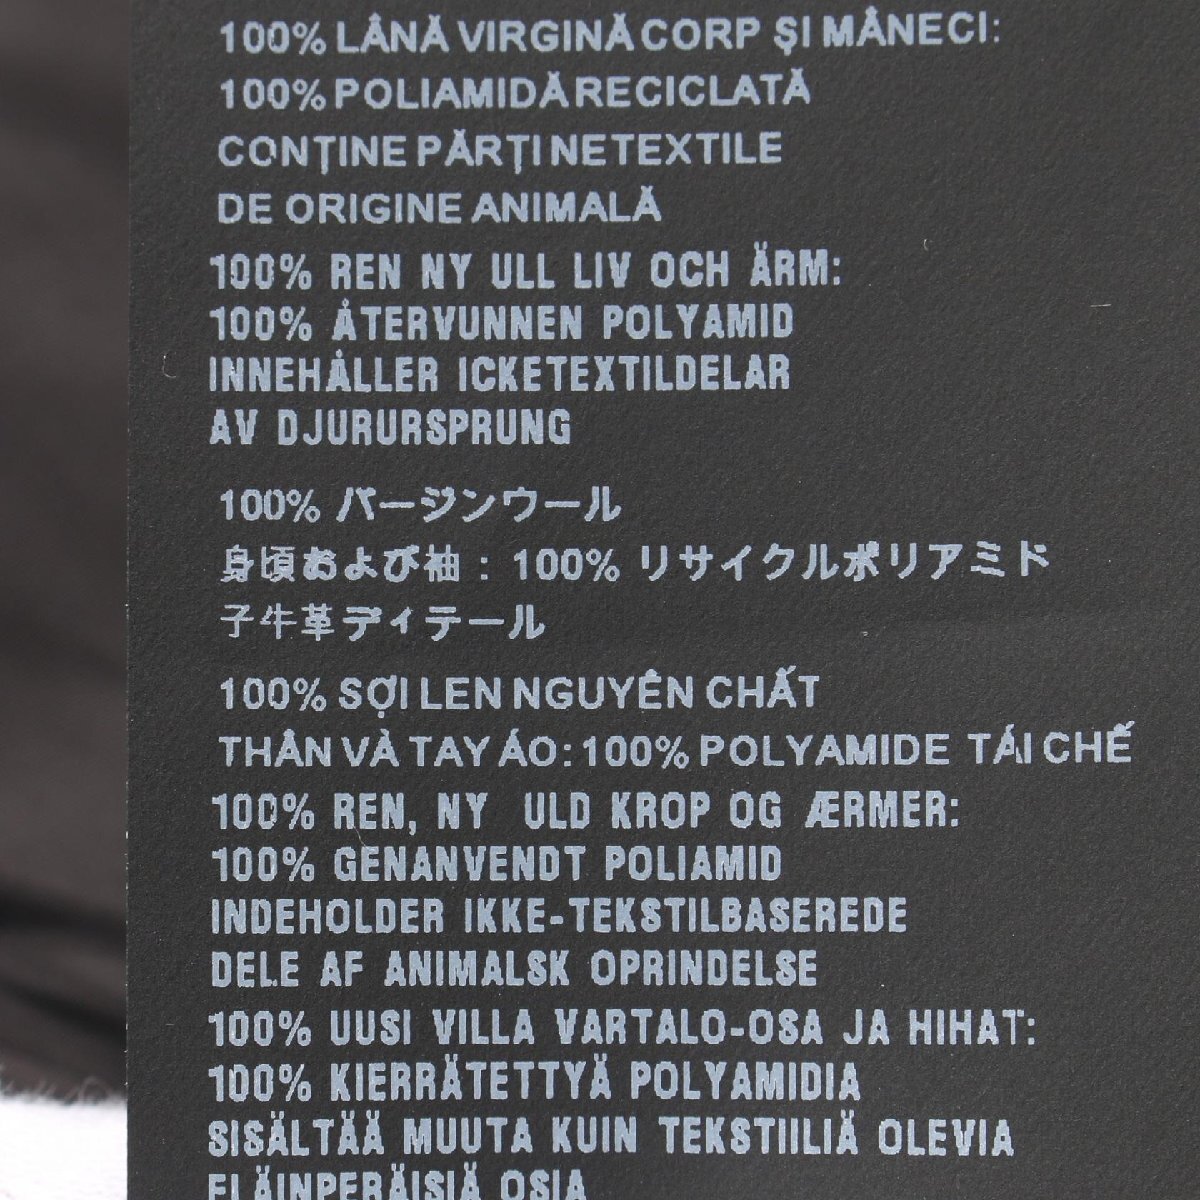 100% LÂNĂ VIRGINĂ CORP ŞI MÂNECI:
100% POLIAMIDĂ RECICLATĂ
CONŢINE PĂRŢI NETEXTILE
DE ORIGINE ANIMALĂ
100% REN NY ULL LIV OCH ÄRM:
100% ÅTERVUNNEN POLYAMID
INNEHÅLLER ICKETEXTILDELAR
AV DJURURSPRUNG
100% バージンウール
身頃および袖 : 100% リサイクルポリアミド
子牛革ディテール
100% SỢI LEN NGUYÊN CHẤT
THÂN VÀ TAY ÁO: 100% POLYAMIDE TÁI CHẾ
100% REN, NY ULD KROP OG ÆRMER:
100% GENANVENDT POLIAMID
INDEHOLDER IKKE-TEKSTILBASEREDE
DELE AF ANIMALSK OPRINDELSE
100% UUSI VILLA VARTALO-OSA JA HIHAT:
100% KIERRÄTETTYÄ POLYAMIDIA
SISÄLTÄÄ MUUTA KUIN TEKSTIILIÄ OLEVIA
ELÄINPERÄISIÄ OSIA